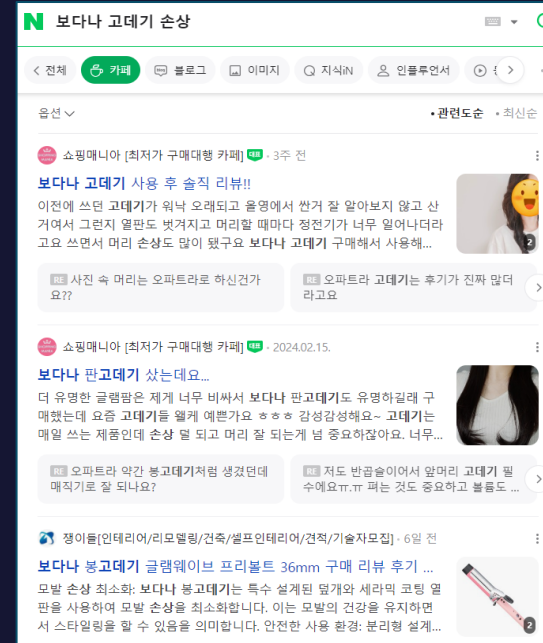 N 보다나 고데기 손상
전체
카페
블로그
이미지
지식iN
인플루언서
옵션
• 관련도순 • 최신순
쇼핑매니아 [최저가 구매대행 카페] 대표 · 3주 전
보다나 고데기 사용 후 솔직 리뷰!!
이전에 쓰던 고데기가 워낙 오래되고 올영에서 싼거 잘 알아보지 않고 산
거여서 그런지 열판도 벗겨지고 머리할 때마다 정전기가 너무 일어나더라
고요 쓰면서 머리 손상도 많이 됐구요 보다나 고데기 구매해서 사용해...
2
RE 사진 속 머리는 오파트라로 하신건가
요??
RE 오파트라 고데기는 후기가 진짜 많더
라고요
쇼핑매니아 [최저가 구매대행 카페] 대표 · 2024.02.15.
보다나 판고데기 샀는데요...
더 유명한 글램팜은 제게 너무 비싸서 보다나 판고데기도 유명하길래 구
매했는데 요즘 고데기들 왤케 예쁜가요 ㅎㅎㅎ 감성감성해요~ 고데기는
매일 쓰는 제품인데 손상 덜 되고 머리 잘 되는게 넘 중요하잖아요. 너무...
RE 오파트라 약간 봉고데기처럼 생겼던데
매직기로 잘 되나요?
RE 저도 반곱슬이어서 앞머리 고데기 필
수에요ㅠ.ㅠ 펴는 것도 중요하고 볼륨도 ...
쟁이들[인테리어/리모델링/건축/셀프인테리어/견적/기술자모집] · 6일 전
보다나 봉고데기 글램웨이브 프리볼트 36mm 구매 리뷰 후기 ...
모발 손상 최소화: 보다나 봉고데기는 특수 설계된 덮개와 세라믹 코팅 열
판을 사용하여 모발 손상을 최소화합니다. 이는 모발의 건강을 유지하면
서 스타일링을 할 수 있음을 의미합니다. 안전한 사용 환경: 분리형 설계...
2